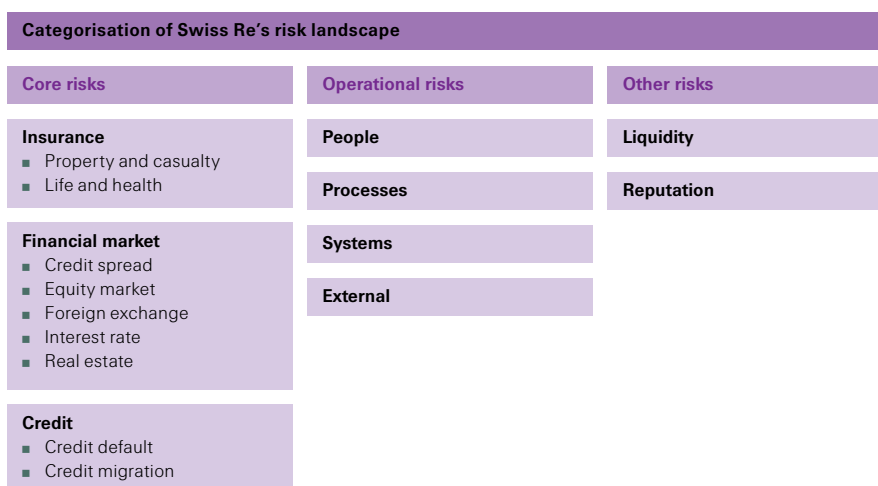 Categorisation of Swiss Re's risk landscape
Core risks
Insurance
Property and casualty
Life and health
Financial market
Credit spread
Equity market
Foreign exchange
Interest rate
Real estate
Credit
Credit default
Credit migration
Operational risks
People
Processes
Systems
External
Other risks
Liquidity
Reputation